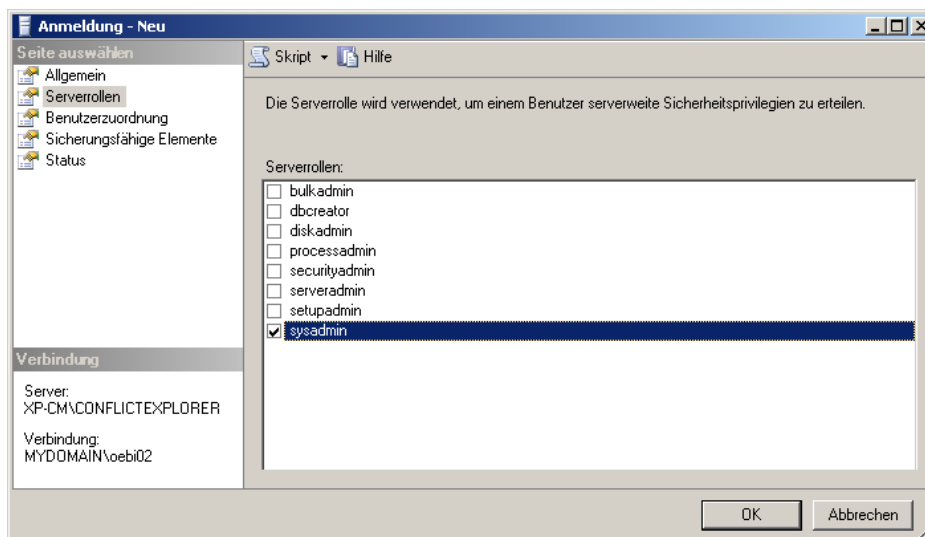 Anmeldung - Neu
Seite auswählen
Allgemein
Serverrollen
Benutzerzuordnung
Sicherungsfähige Elemente
Status
Skript
Hilfe
Die Serverrolle wird verwendet, um einem Benutzer serverweite Sicherheitsprivilegien zu erteilen.
Serverrollen:
bulkadmin
dbcreator
diskadmin
processadmin
securityadmin
serveradmin
setupadmin
sysadmin
Verbindung
Server:
XP-CM\CONFLICTEXPLORER
Verbindung:
MYDOMAIN\oebi02
OK
Abbrechen